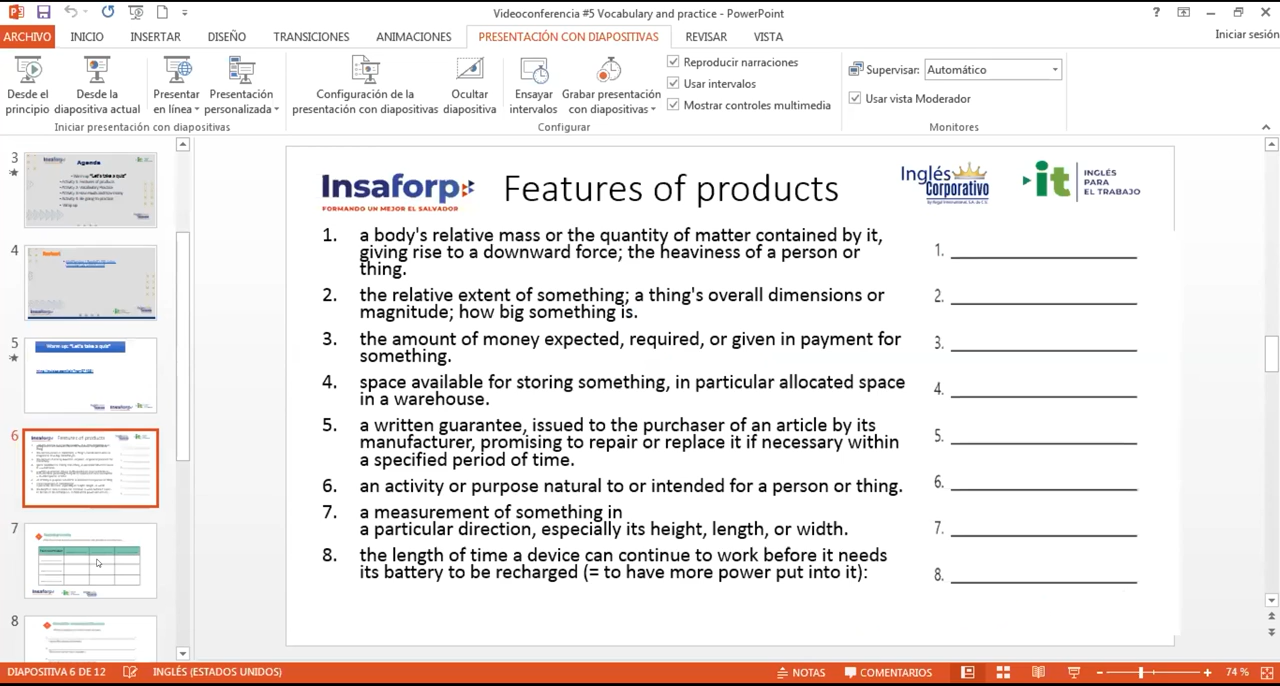 Videoconferencia #5 Vocabulary and practice - PowerPoint
Iniciar sesión
ARCHIVO INICIO INSERTAR DISEÑO TRANSICIONES ANIMACIONES PRESENTACIÓN CON DIAPOSITIVAS REVISAR VISTA
Desde el principio
Desde la diapositiva actual
Presentar en línea
Presentación personalizada
Iniciar presentación con diapositivas
Configuración de la presentación con diapositivas
Ocultar diapositiva
Ensayar intervalos
Grabar presentación con diapositivas
Reproducir narraciones
Usar intervalos
Mostrar controles multimedia
Configurar
Supervisar: Automático
Usar vista Moderador
Monitores
3
Agenda
4
5
Warm up: "Let's take a quiz"
6
Features of products
7
8
Insaforp
FORMANDO UN MEJOR EL SALVADOR
Features of products
Inglés
Corporativo
it INGLÉS
PARA
EL TRABAJO
1. a body's relative mass or the quantity of matter contained by it,
giving rise to a downward force; the heaviness of a person or
thing.
2. the relative extent of something; a thing's overall dimensions or
magnitude; how big something is.
3. the amount of money expected, required, or given in payment for
something.
4. space available for storing something, in particular allocated space
in a warehouse.
5. a written guarantee, issued to the purchaser of an article by its
manufacturer, promising to repair or replace it if necessary within
a specified period of time.
6. an activity or purpose natural to or intended for a person or thing.
7. a measurement of something in
a particular direction, especially its height, length, or width.
8. the length of time a device can continue to work before it needs
its battery to be recharged (= to have more power put into it):
1.
2.
3.
4.
5.
6.
7.
8.
DIAPOSITIVA 6 DE 12 INGLÉS (ESTADOS UNIDOS) NOTAS COMENTARIOS 74 %